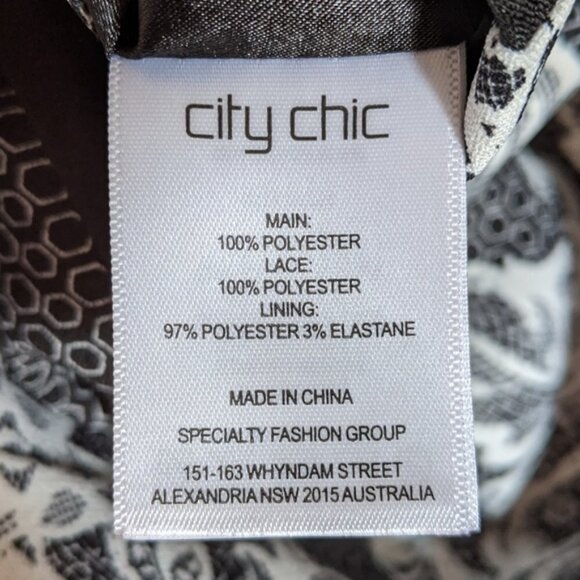 city chic
MAIN:
100% POLYESTER
LACE:
100% POLYESTER
LINING:
97% POLYESTER 3% ELASTANE
MADE IN CHINA
SPECIALTY FASHION GROUP
151-163 WHYNDAM STREET
ALEXANDRIA NSW 2015 AUSTRALIA